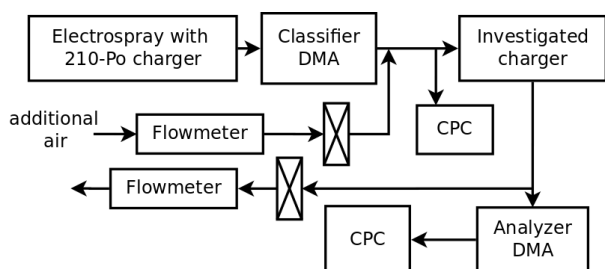 Electrospray with
210-Po charger
Classifier
DMA
Investigated
charger
additional
air
Flowmeter
CPC
Flowmeter
CPC
Analyzer
DMA